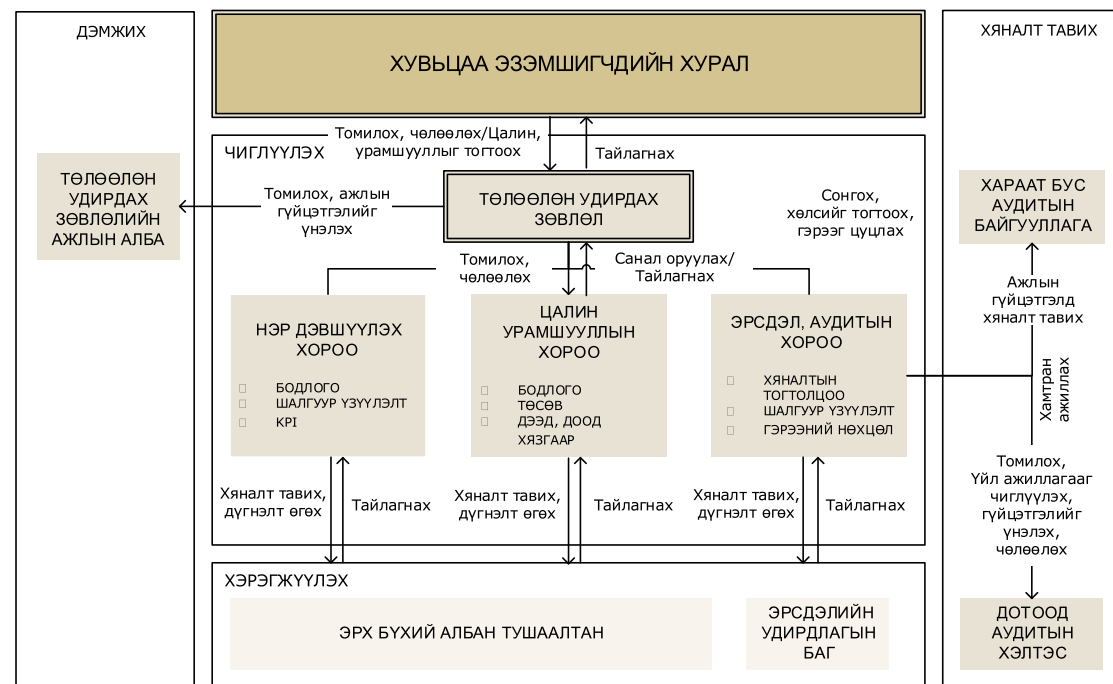 ДЭМЖИХ
ТӨЛӨӨЛӨН
УДИРДАХ
ЗӨВЛӨЛИЙН
АЖЛЫН АЛБА
ХУВЬЦАА ЭЗЭМШИГЧДИЙН ХУРАЛ
ЧИГЛҮҮЛЭХ
Томилох, чөлөөлөх/Цалин,
урамшууллыг тогтоох
Тайлагнах
Томилох, ажлын
гүйцэтгэлийг
үнэлэх
ТӨЛӨӨЛӨН УДИРДАХ
ЗӨВЛӨЛ
Сонгох,
хөлсийг тогтоох,
гэрээг цуцлах
Томилох,
чөлөөлөх
Санал оруулах/
Тайлагнах
НЭР ДЭВШҮҮЛЭХ
ХОРОО
БОДЛОГО
ШАЛГУУР ҮЗҮҮЛЭЛТ
KPI
ЦАЛИН
УРАМШУУЛЛЫН
ХОРОО
БОДЛОГО
ТӨСӨВ
ДЭЭД, ДООД
ХЯЗГААР
ЭРСДЭЛ, АУДИТЫН
ХОРОО
ХЯНАЛТЫН
ТОГТОЛЦОО
ШАЛГУУР ҮЗҮҮЛЭЛТ
ГЭРЭЭНИЙ НӨХЦӨЛ
Хяналт тавих,
дүгнэлт өгөх
Тайлагнах
Хяналт тавих,
дүгнэлт өгөх
Тайлагнах
Хяналт тавих,
дүгнэлт өгөх
Тайлагнах
ХЭРЭГЖҮҮЛЭХ
ЭРХ БҮХИЙ АЛБАН ТУШААЛТАН
ЭРСДЭЛИЙН
УДИРДЛАГЫН
БАГ
ХЯНАЛТ ТАВИХ
ХАРААТ БУС
АУДИТЫН
БАЙГУУЛЛАГА
Ажлын
гүйцэтгэлд
хяналт тавих
Хамтран
ажиллах
Томилох,
Үйл ажиллагааг
чиглүүлэх,
гүйцэтгэлийг
үнэлэх,
чөлөөлөх
ДОТООД
АУДИТЫН
ХЭЛТЭС